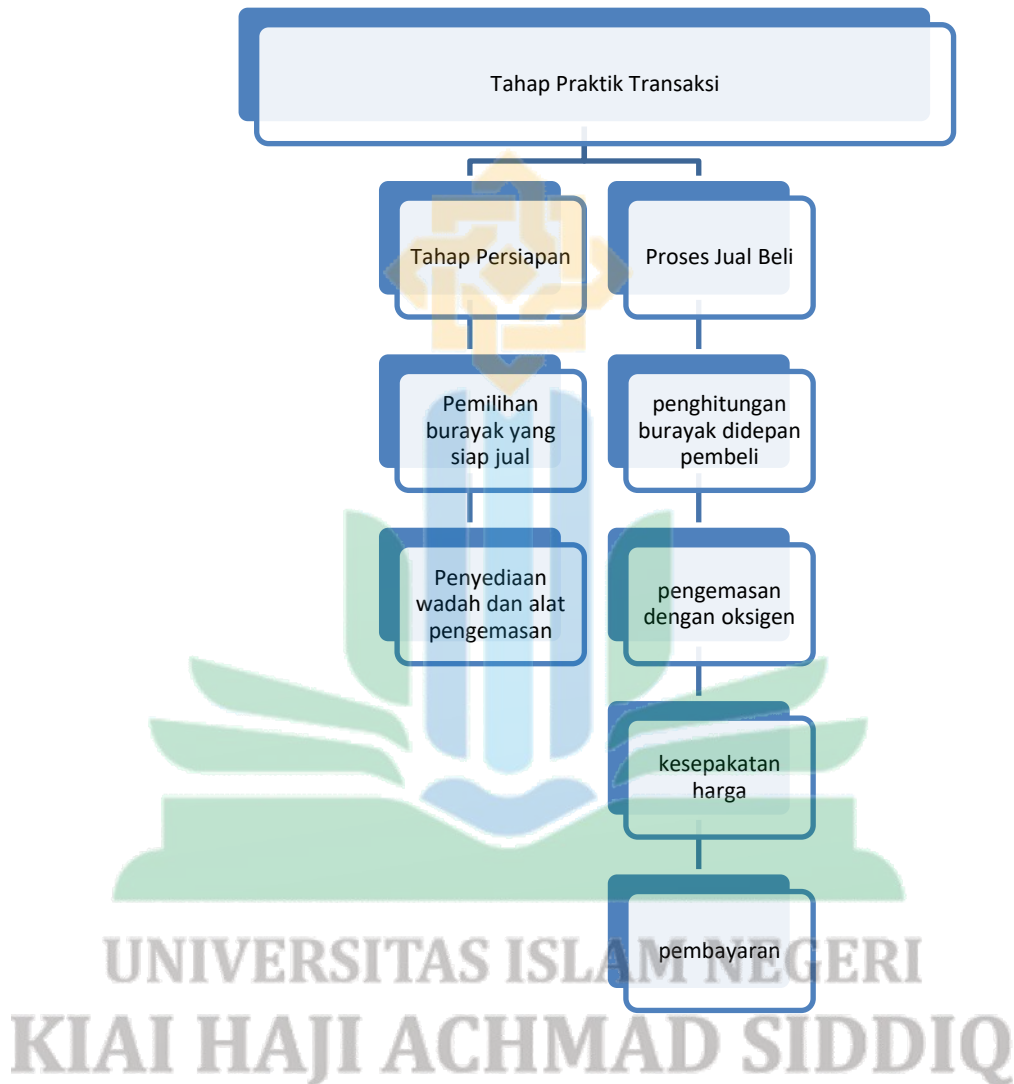 Tahap Praktik Transaksi
Tahap Persiapan
Proses Jual Beli
Pemilihan
burayak yang
siap jual
penghitungan
burayak didepan
pembeli
Penyediaan
wadah dan alat
pengemasan
pengemasan
dengan oksigen
kesepakatan
harga
pembayaran
UNIVERSITAS ISLAM NEGERI
KIAI HAJI ACHMAD SIDDIQ